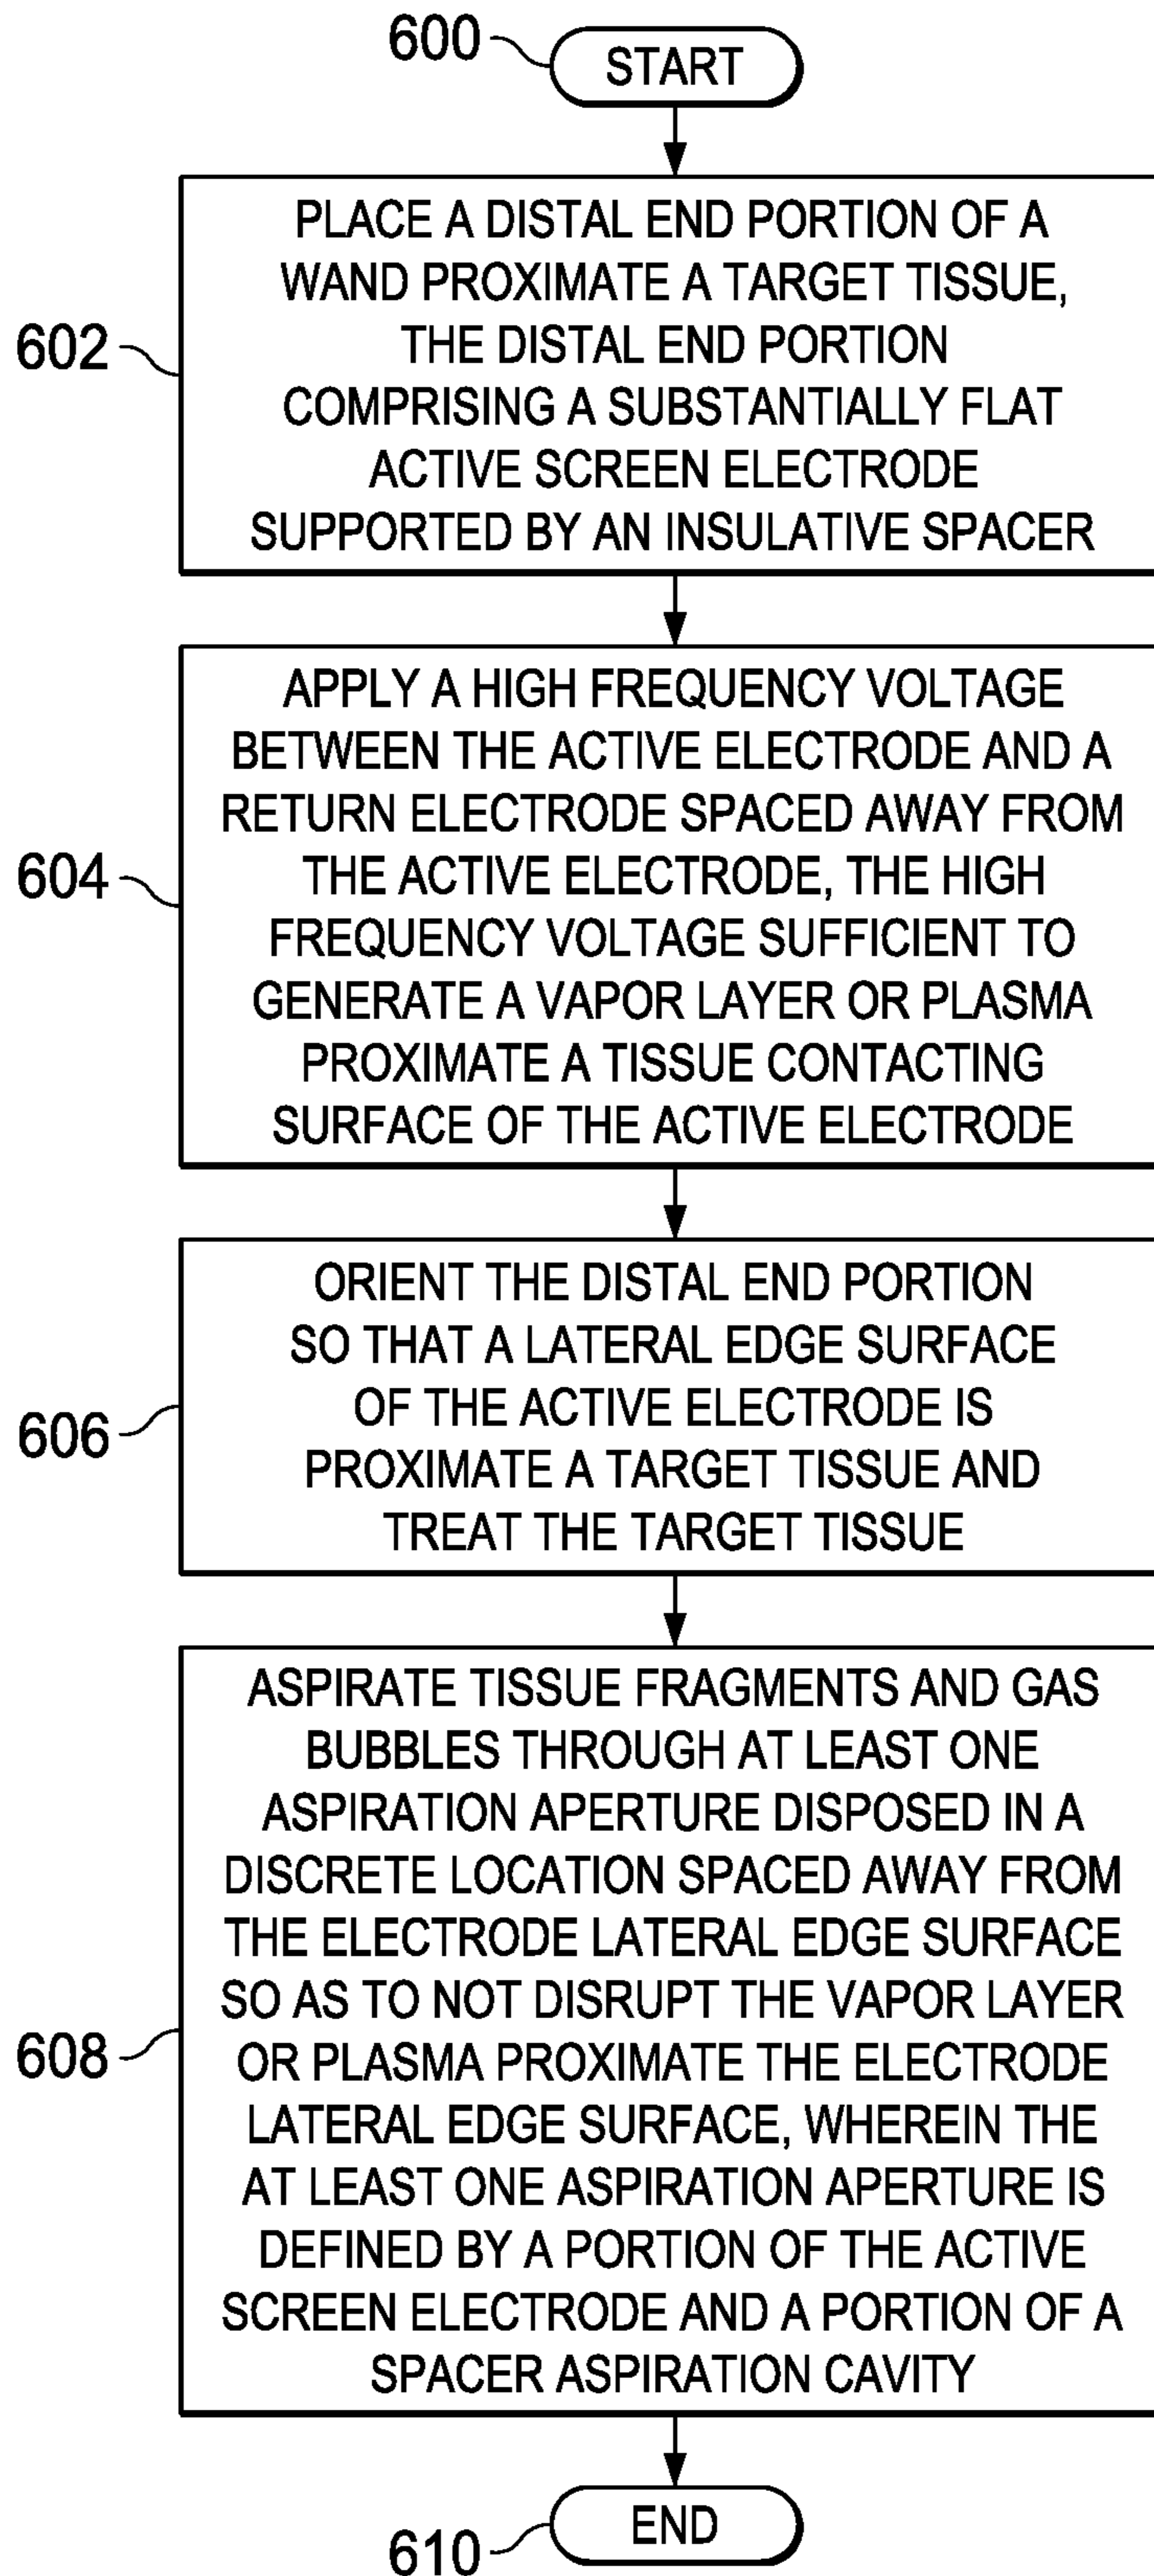 600
START
602
PLACE A DISTAL END PORTION OF A
WAND PROXIMATE A TARGET TISSUE,
THE DISTAL END PORTION
COMPRISING A SUBSTANTIALLY FLAT
ACTIVE SCREEN ELECTRODE
SUPPORTED BY AN INSULATIVE SPACER
604
APPLY A HIGH FREQUENCY VOLTAGE
BETWEEN THE ACTIVE ELECTRODE AND A
RETURN ELECTRODE SPACED AWAY FROM
THE ACTIVE ELECTRODE, THE HIGH
FREQUENCY VOLTAGE SUFFICIENT TO
GENERATE A VAPOR LAYER OR PLASMA
PROXIMATE A TISSUE CONTACTING
SURFACE OF THE ACTIVE ELECTRODE
606
ORIENT THE DISTAL END PORTION
SO THAT A LATERAL EDGE SURFACE
OF THE ACTIVE ELECTRODE IS
PROXIMATE A TARGET TISSUE AND
TREAT THE TARGET TISSUE
608
ASPIRATE TISSUE FRAGMENTS AND GAS
BUBBLES THROUGH AT LEAST ONE
ASPIRATION APERTURE DISPOSED IN A
DISCRETE LOCATION SPACED AWAY FROM
THE ELECTRODE LATERAL EDGE SURFACE
SO AS TO NOT DISRUPT THE VAPOR LAYER
OR PLASMA PROXIMATE THE ELECTRODE
LATERAL EDGE SURFACE, WHEREIN THE
AT LEAST ONE ASPIRATION APERTURE IS
DEFINED BY A PORTION OF THE ACTIVE
SCREEN ELECTRODE AND A PORTION OF A
SPACER ASPIRATION CAVITY
610
END